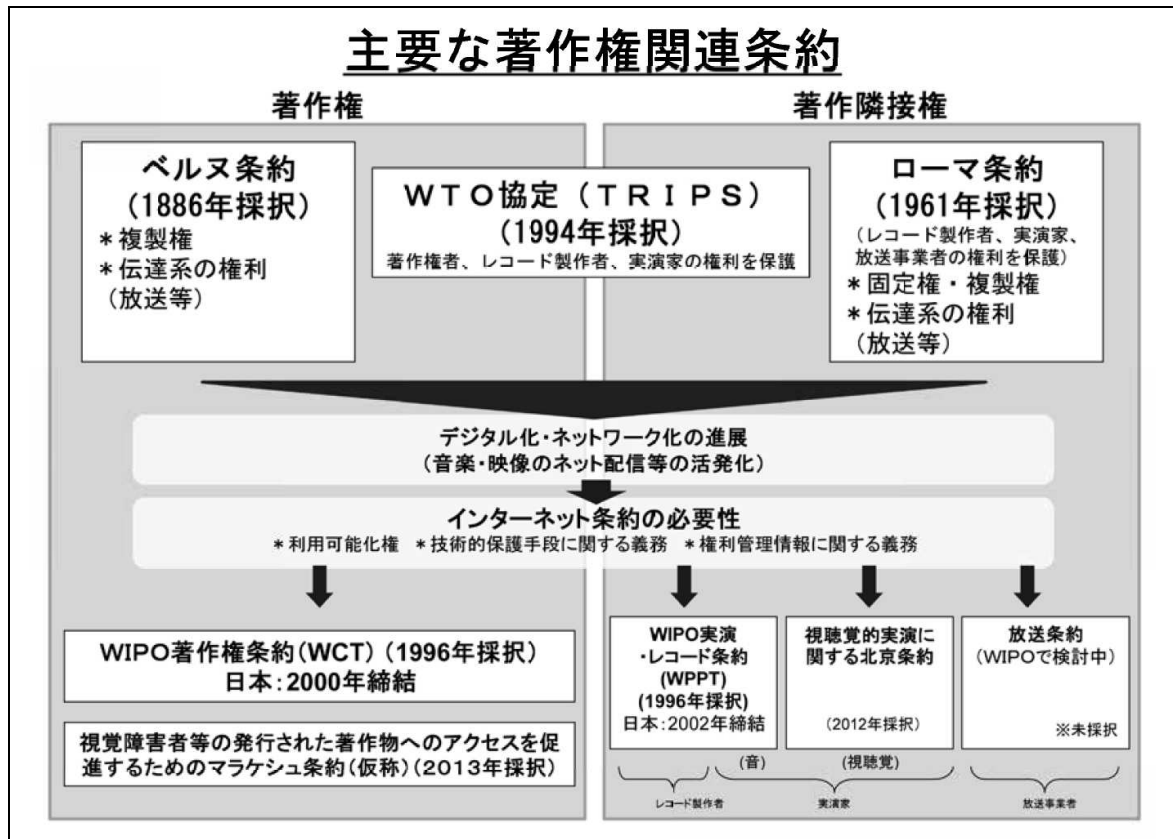 主要な著作権関連条約
著作権
ベルヌ条約
(1886年採択)
＊複製権
＊伝達系の権利
(放送等)
WTO協定(TRIPS)
(1994年採択)
著作権者、レコード製作者、実演家の権利を保護
著作隣接権
ローマ条約
(1961年採択)
(レコード製作者、実演家、
放送事業者の権利を保護)
＊固定権・複製権
＊伝達系の権利
(放送等)
デジタル化・ネットワーク化の進展
(音楽・映像のネット配信等の活発化)
インターネット条約の必要性
＊利用可能化権 ＊技術的保護手段に関する義務 ＊権利管理情報に関する義務
WIPO著作権条約(WCT)(1996年採択)
日本:2000年締結
視覚障害者等の発行された著作物へのアクセスを促
進するためのマラケシュ条約(仮称)(2013年採択)
WIPO実演
・レコード条約
(WPPT)
(1996年採択)
日本:2002年締結
視聴覚的実演に
関する北京条約
(2012年採択)
放送条約
(WIPOで検討中)
※未採択
(音)
(視聴覚)
レコード製作者
実演家
放送事業者